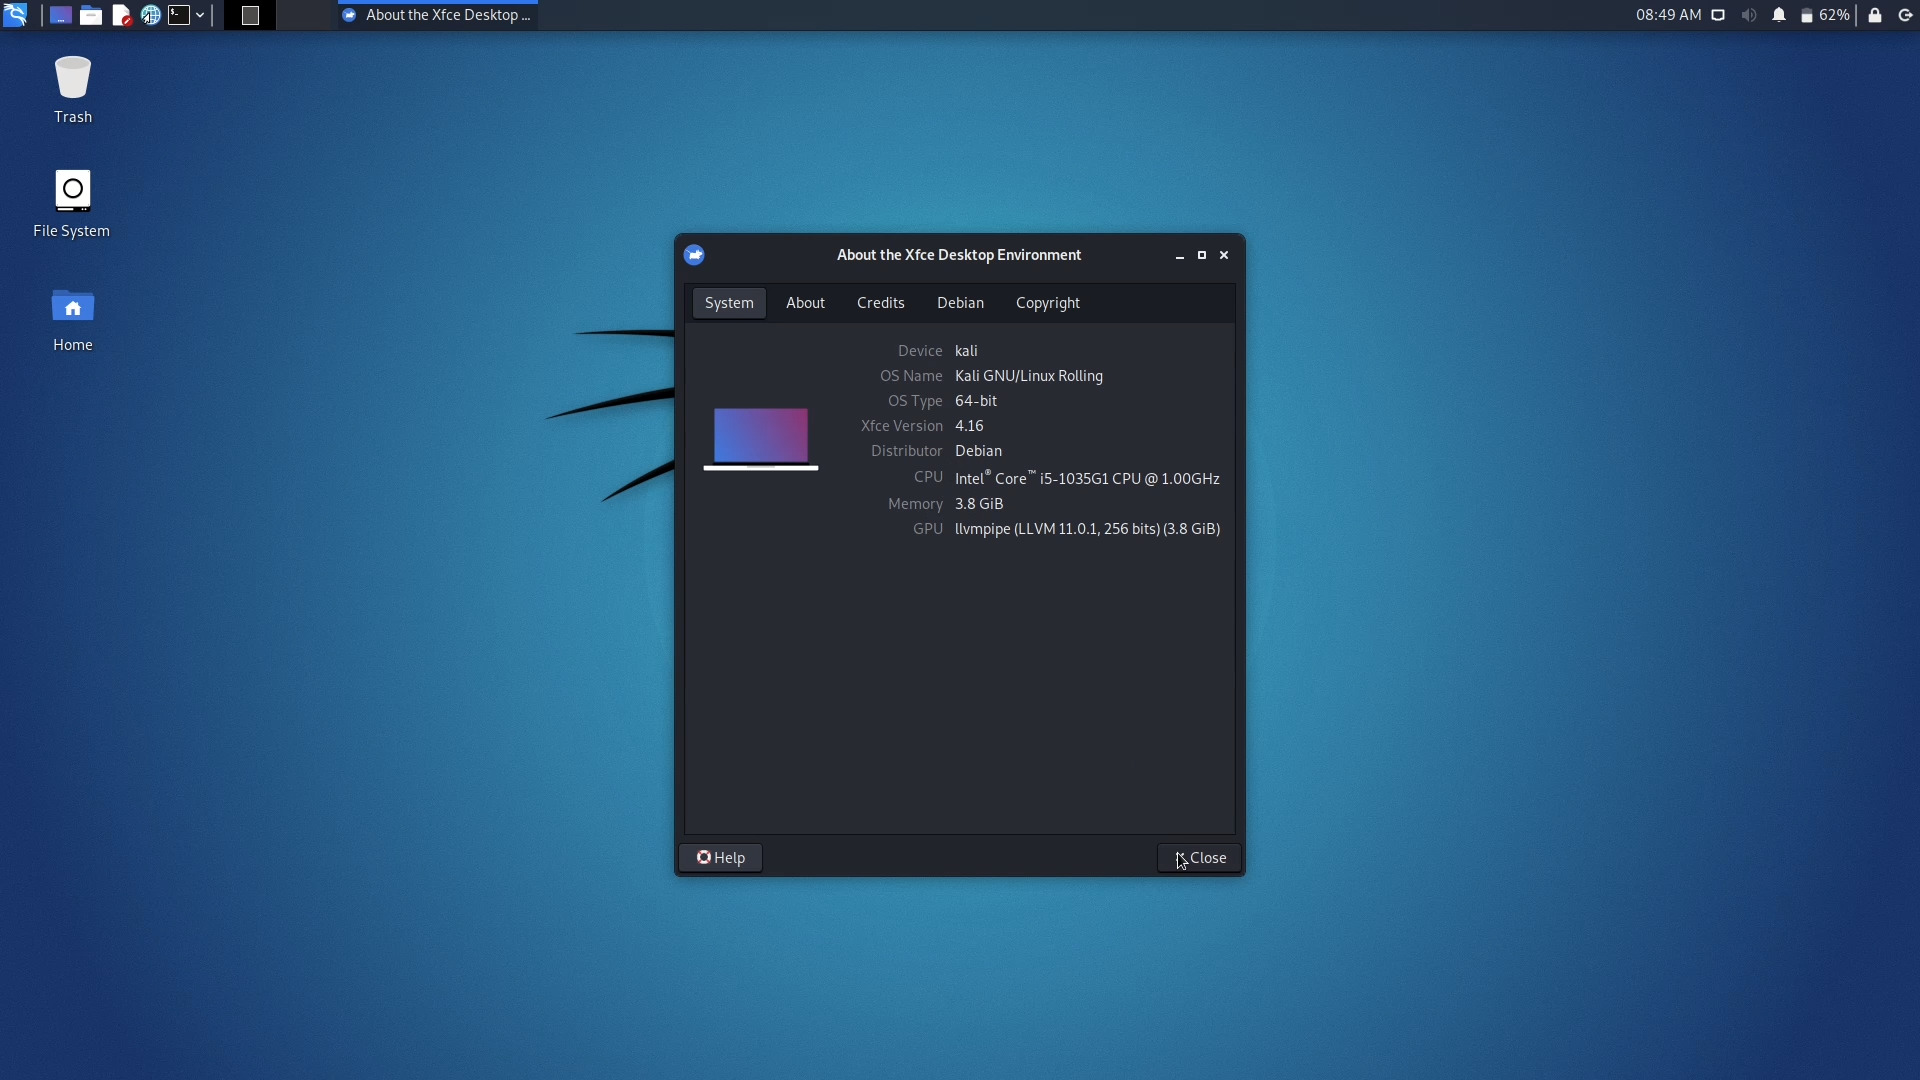 About the Xfce Desktop ...
08:49 AM
62%
Trash
File System
Home
About the Xfce Desktop Environment
System About Credits Debian Copyright
Device kali
OS Name Kali GNU/Linux Rolling
OS Type 64-bit
Xfce Version 4.16
Distributor Debian
CPU Intel® Core™ i5-1035G1 CPU @ 1.00GHz
Memory 3.8 GiB
GPU llvmpipe (LLVM 11.0.1, 256 bits) (3.8 GiB)
Help
Close